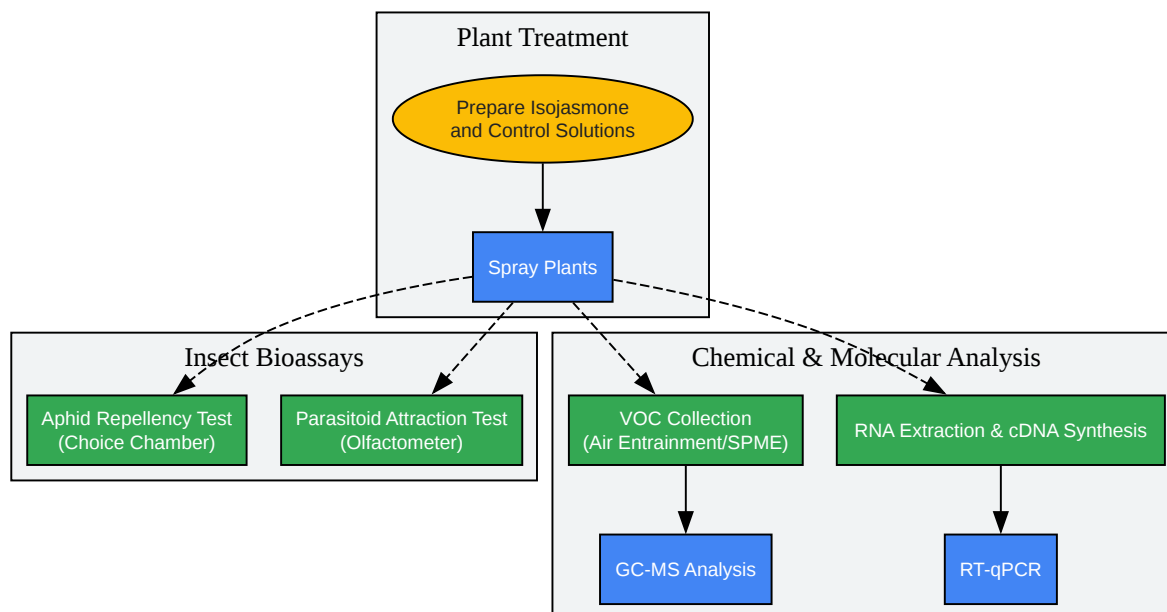 Plant Treatment
Prepare Isojasmone
and Control Solutions
Spray Plants
Insect Bioassays
Aphid Repellency Test
(Choice Chamber)
Parasitoid Attraction Test
(Olfactometer)
Chemical & Molecular Analysis
VOC Collection
(Air Entrainment/SPME)
RNA Extraction & cDNA Synthesis
GC-MS Analysis
RT-qPCR